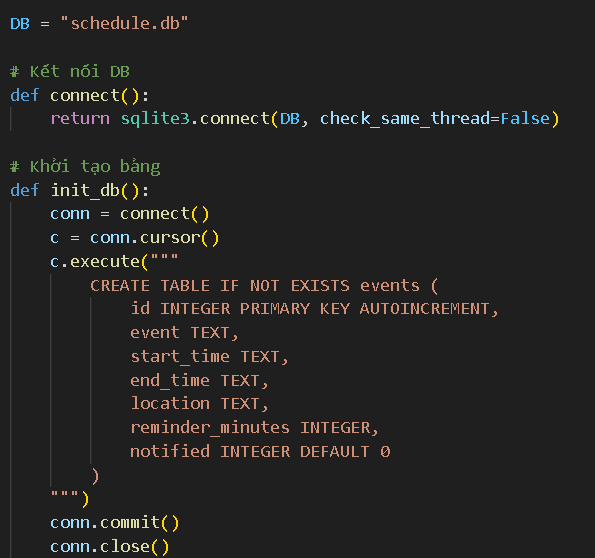 DB = "schedule.db"
# Kết nối DB
def connect():
    return sqlite3.connect(DB, check_same_thread=False)
# Khởi tạo bảng
def init_db():
    conn = connect()
    c = conn.cursor()
    c.execute("""
        CREATE TABLE IF NOT EXISTS events (
            id INTEGER PRIMARY KEY AUTOINCREMENT,
            event TEXT,
            start_time TEXT,
            end_time TEXT,
            location TEXT,
            reminder_minutes INTEGER,
            notified INTEGER DEFAULT 0
        )
    """)
    conn.commit()
    conn.close()